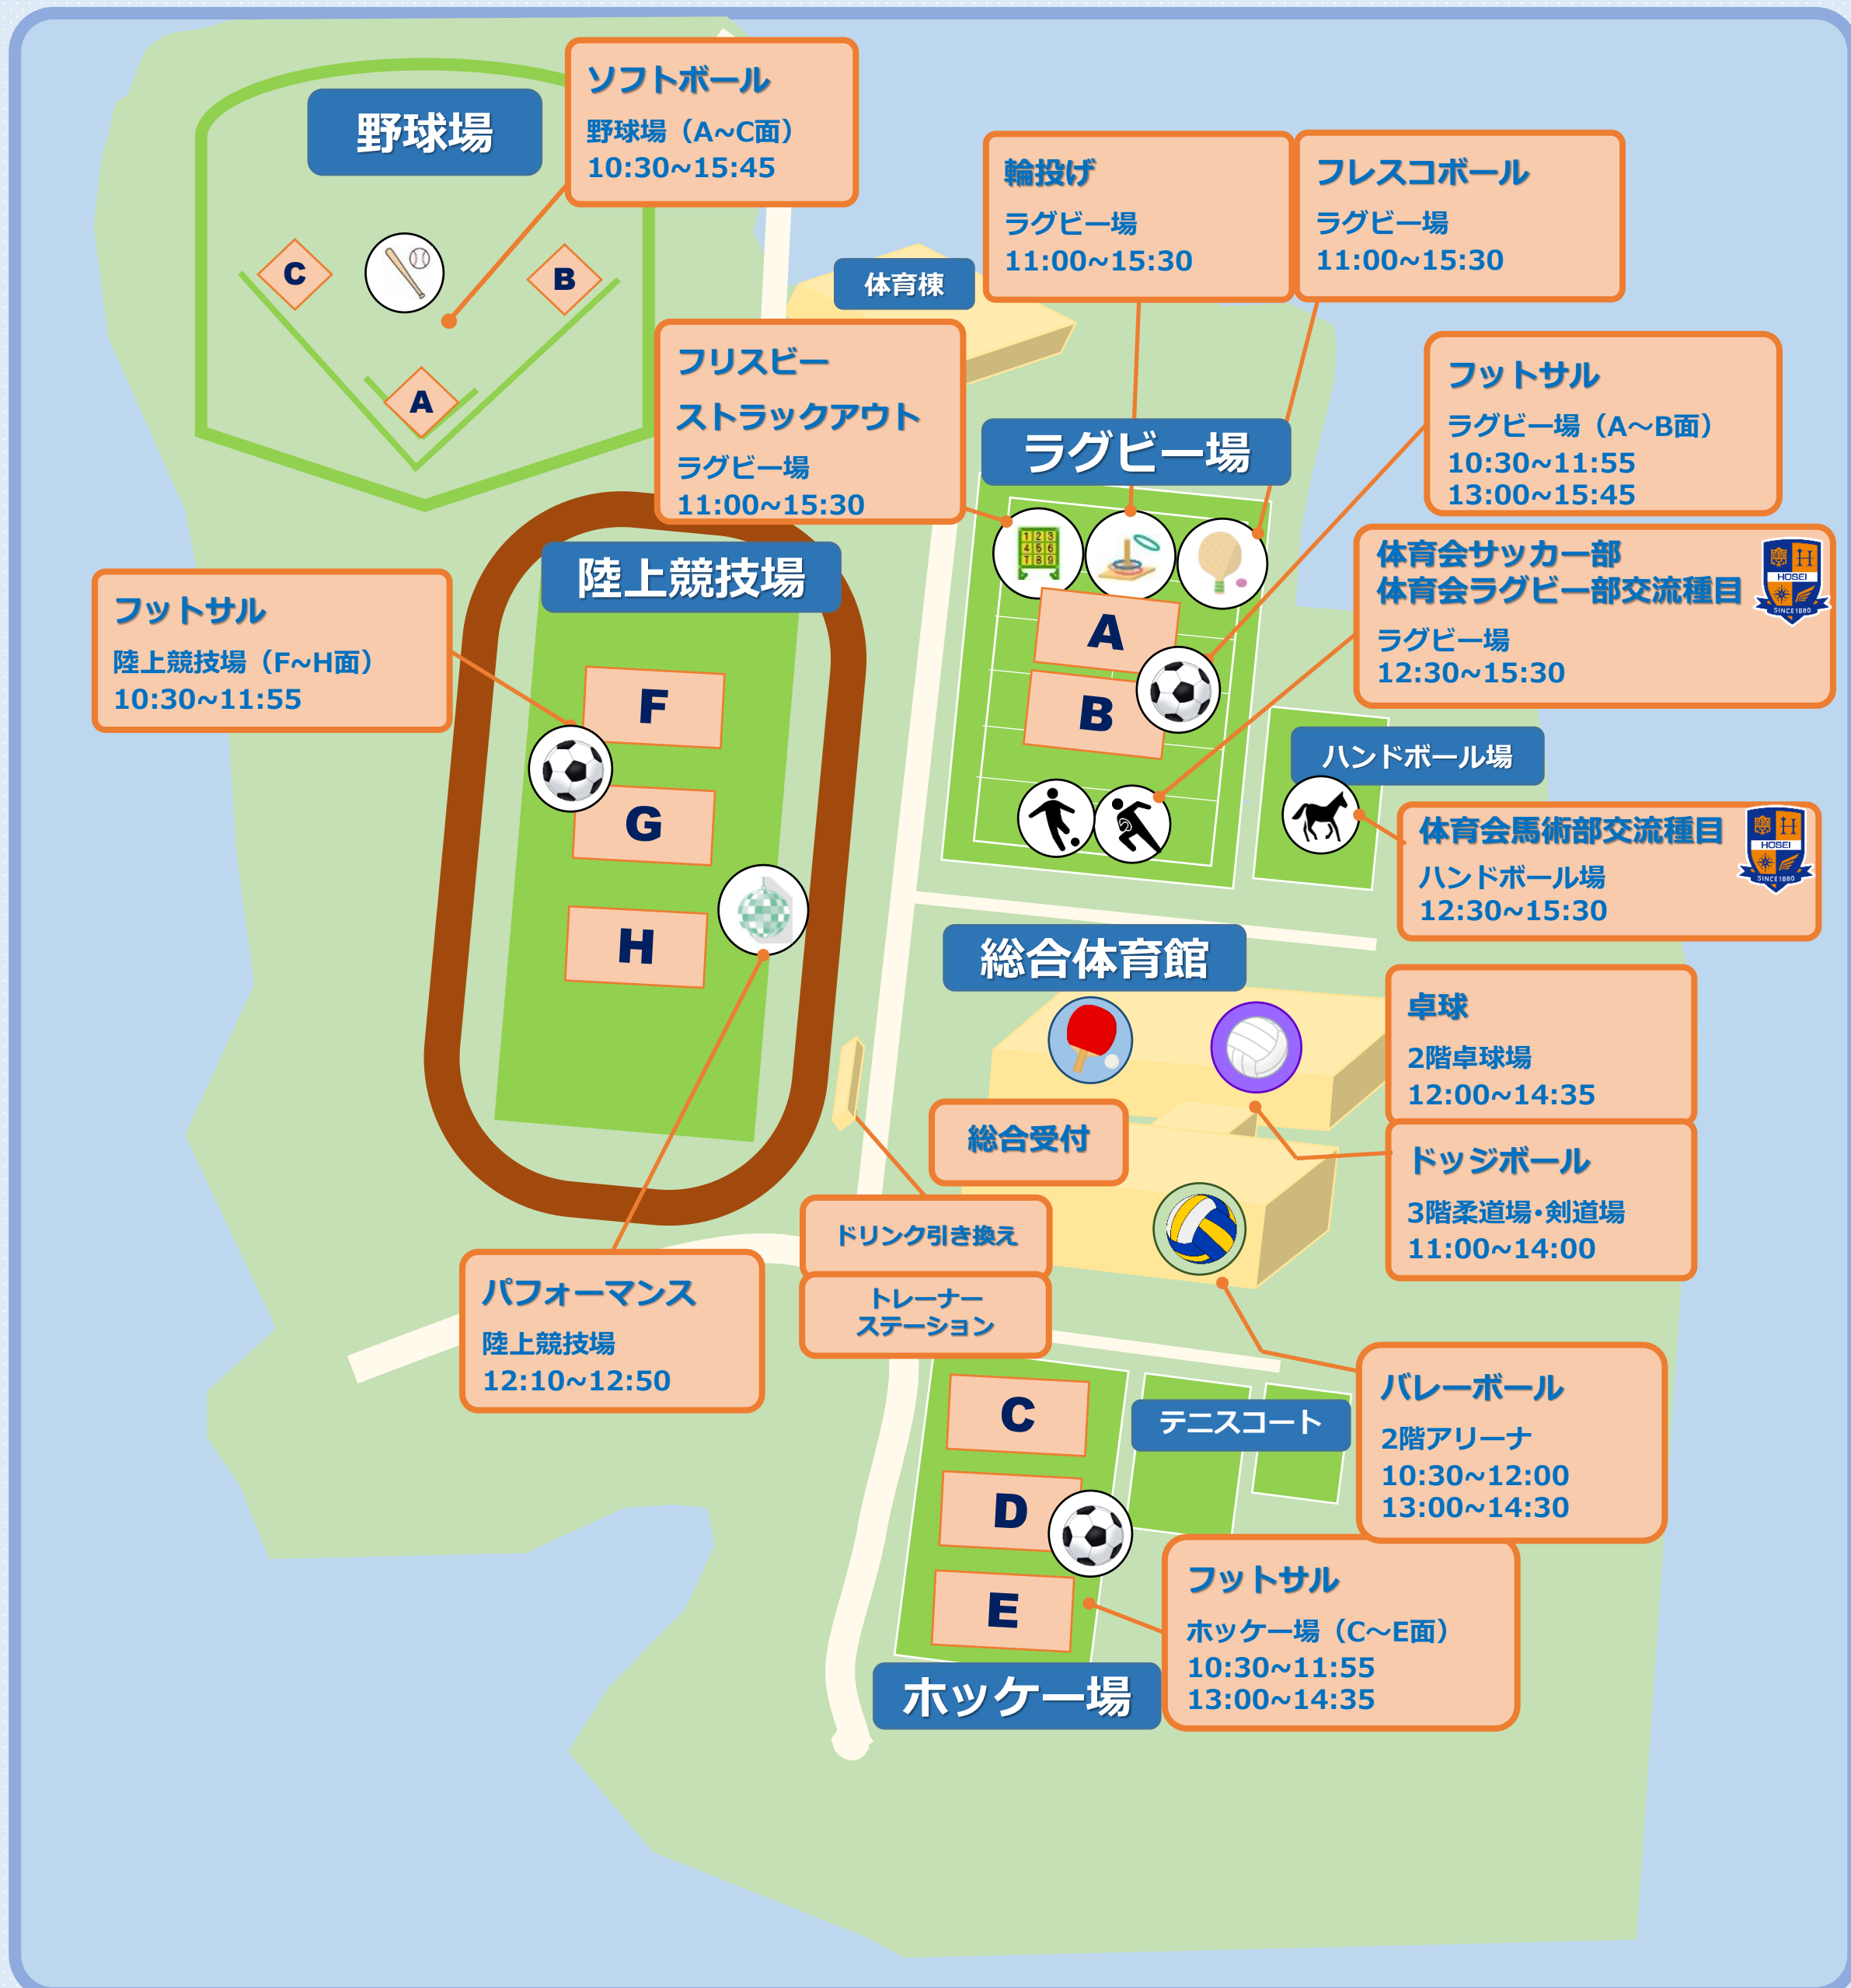 野球場
ソフトボール
野球場（A~C面）
10:30~15:45
C
B
A
輪投げ
ラグビー場
11:00~15:30
フレスコボール
ラグビー場
11:00~15:30
体育棟
フリスビー
ストラックアウト
ラグビー場
11:00~15:30
ラグビー場
フットサル
ラグビー場（A～B面）
10:30~11:55
13:00~15:45
1 2 3
4 5 6
7 8 9
体育会サッカー部
体育会ラグビー部交流種目
ラグビー場
12:30~15:30
HOSEI
SINCE1880
陸上競技場
フットサル
陸上競技場（F~H面）
10:30~11:55
A
B
F
G
H
ハンドボール場
体育会馬術部交流種目
ハンドボール場
12:30~15:30
HOSEI
SINCE1880
総合体育館
卓球
2階卓球場
12:00~14:35
総合受付
ドッジボール
3階柔道場・剣道場
11:00~14:00
ドリンク引き換え
トレーナー
ステーション
パフォーマンス
陸上競技場
12:10~12:50
バレーボール
2階アリーナ
10:30~12:00
13:00~14:30
テニスコート
C
D
E
フットサル
ホッケー場（C～E面）
10:30~11:55
13:00~14:35
ホッケー場